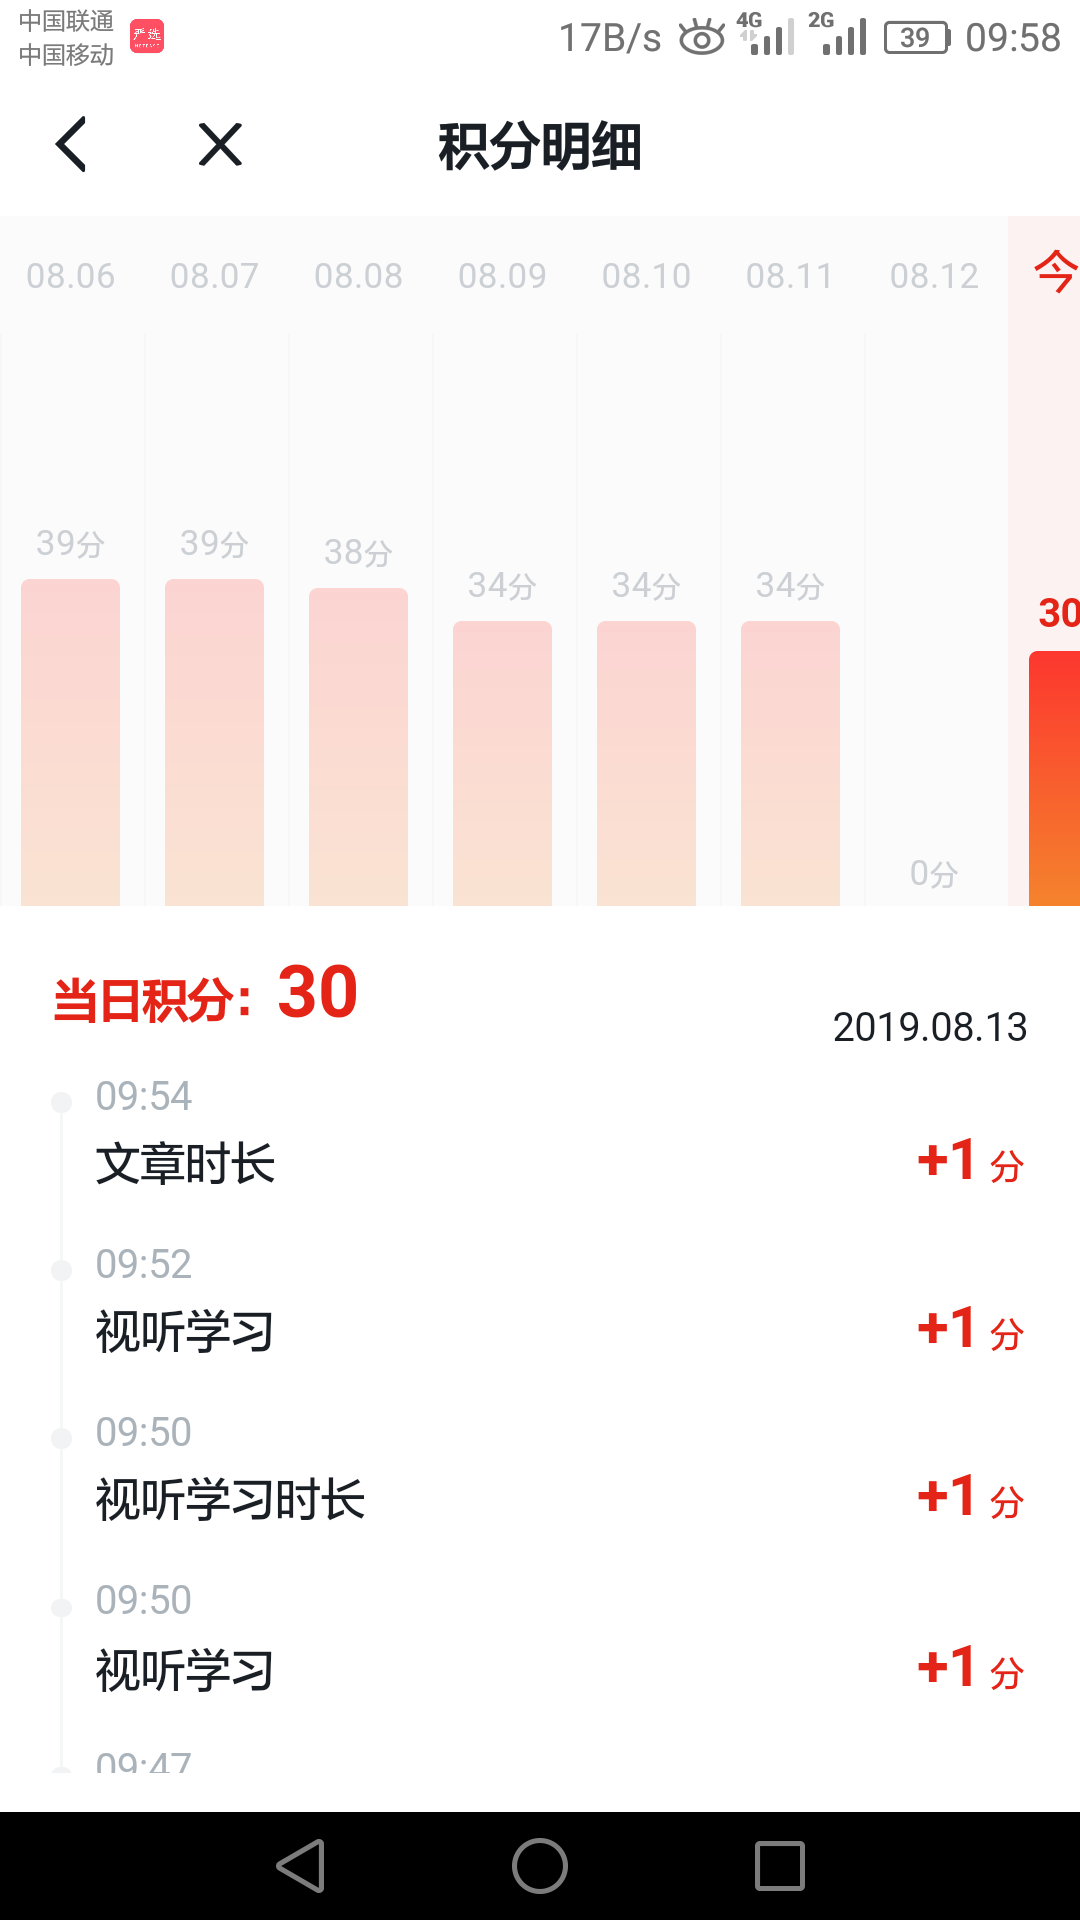 中国联通
中国移动
严选
17B/s 4G 2G 39 09:58
积分明细
08.06 08.07 08.08 08.09 08.10 08.11 08.12 今
39分 39分 38分 34分 34分 34分 0分 30
当日积分：30
2019.08.13
09:54
文章时长 +1分
09:52
视听学习 +1分
09:50
视听学习时长 +1分
09:50
视听学习 +1分
09:47